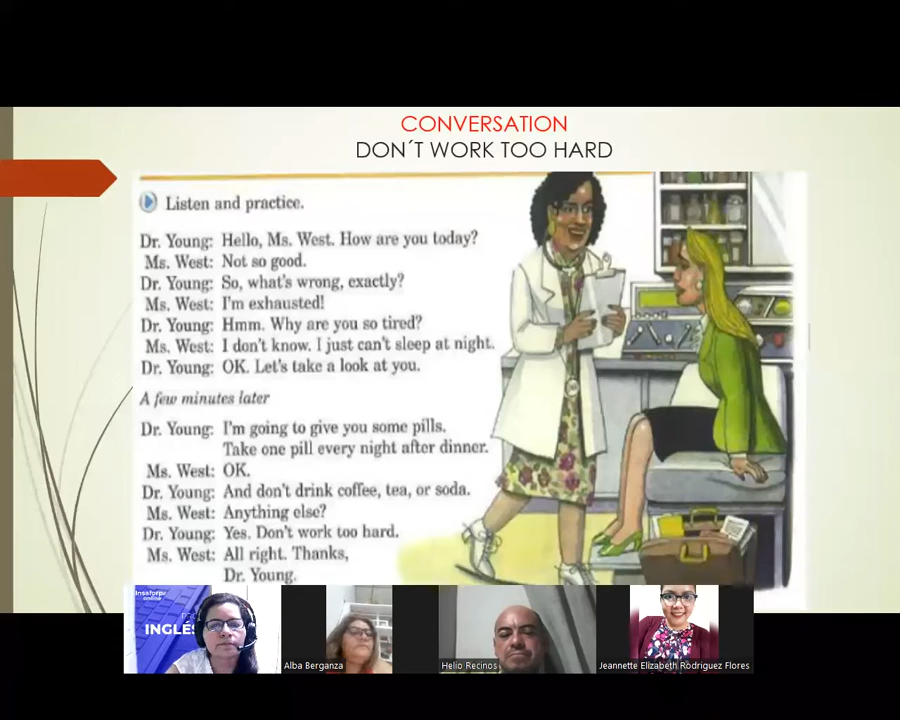 CONVERSATION
DON´T WORK TOO HARD
Listen and practice.
Dr. Young: Hello, Ms. West. How are you today?
Ms. West: Not so good.
Dr. Young: So, what's wrong, exactly?
Ms. West: I'm exhausted!
Dr. Young: Hmm. Why are you so tired?
Ms. West: I don't know. I just can't sleep at night.
Dr. Young: OK. Let's take a look at you.
A few minutes later
Dr. Young: I'm going to give you some pills.
Take one pill every night after dinner.
Ms. West: OK.
Dr. Young: And don't drink coffee, tea, or soda.
Ms. West: Anything else?
Dr. Young: Yes. Don't work too hard.
Ms. West: All right. Thanks,
Dr. Young.
online
INGLÉS
Alba Berganza
Helio Recinos
Jeannette Elizabeth Rodriguez Flores